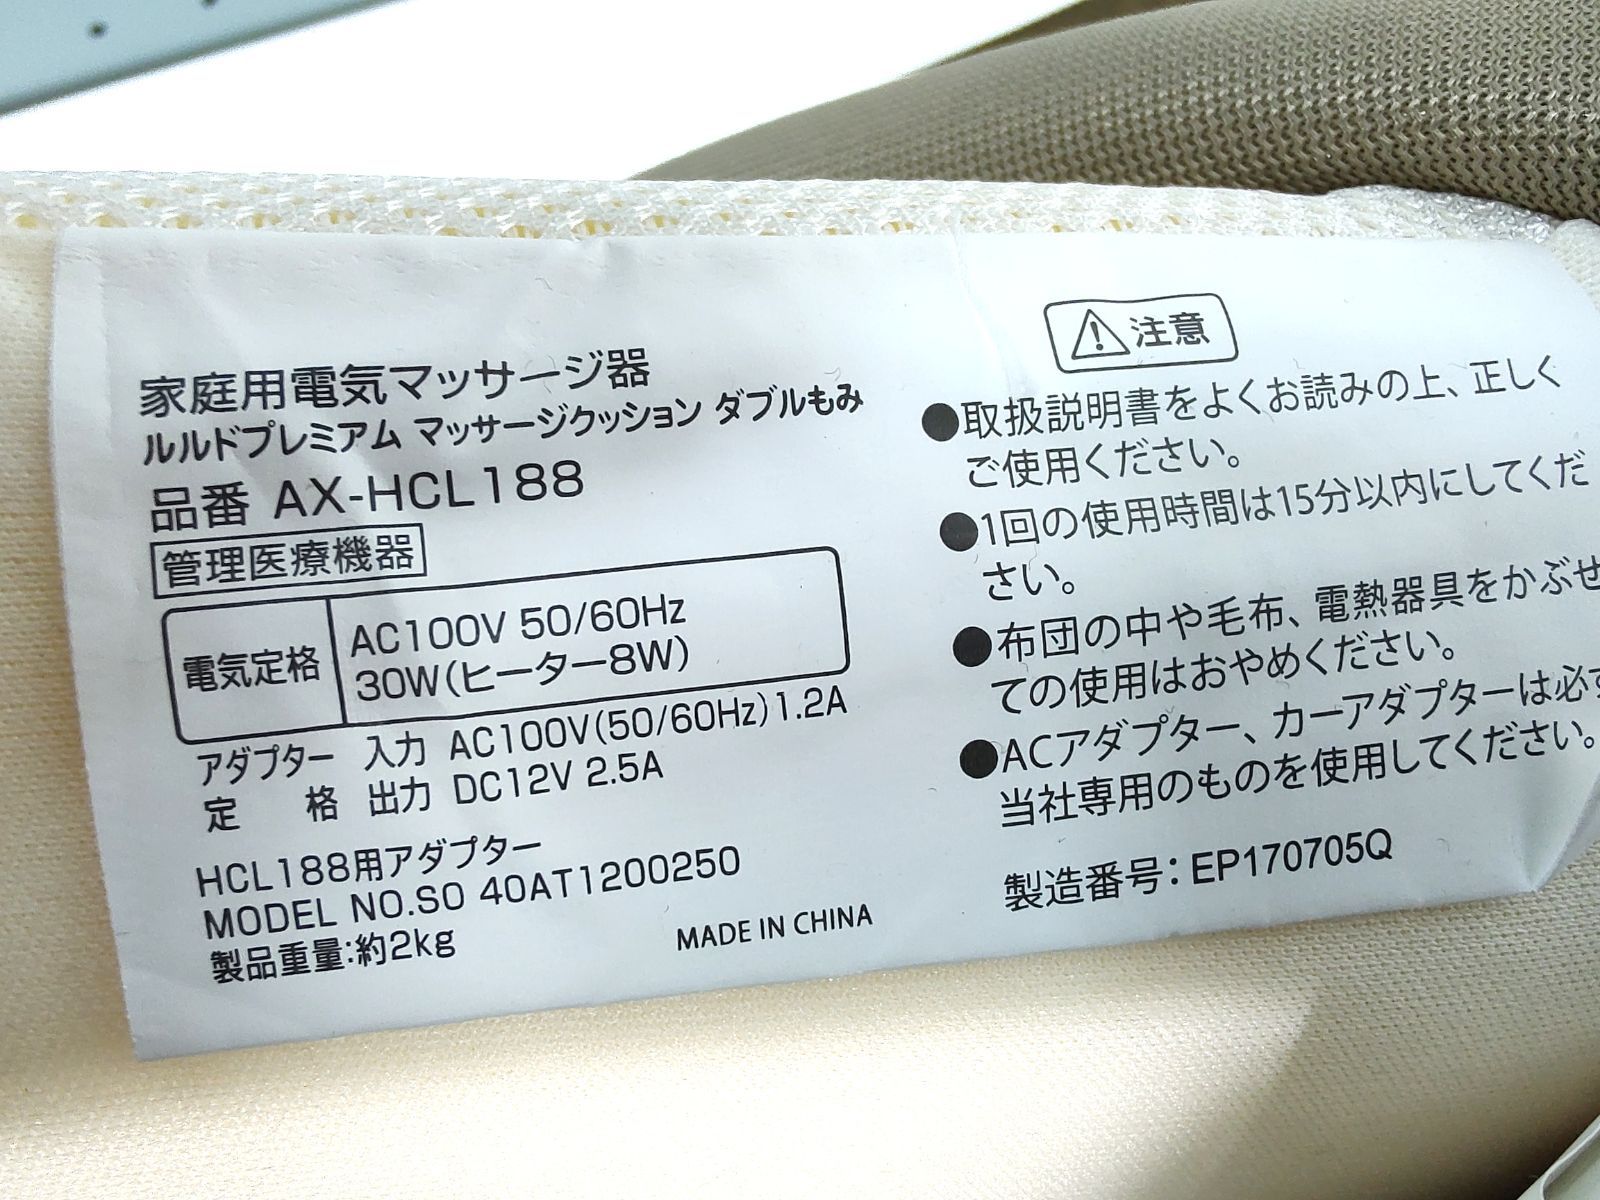 家庭用電気マッサージ器
ルルドプレミアム マッサージクッション ダブルもみ
品番 AX-HCL188
管理医療機器
電気定格
AC100V 50/60Hz
30W(ヒーター8W)
アダプター 入力 AC100V(50/60Hz)1.2A
定 格 出力 DC12V 2.5A
HCL188用アダプター
MODEL NO.S0 40AT1200250
製品重量:約2kg
MADE IN CHINA
注意
●取扱説明書をよくお読みの上、正しく
ご使用ください。
●1回の使用時間は15分以内にしてくだ
さい。
●布団の中や毛布、電熱器具をかぶせ
ての使用はおやめください。
●ACアダプター、カーアダプターは必ず
当社専用のものを使用してください。
製造番号：EP170705Q